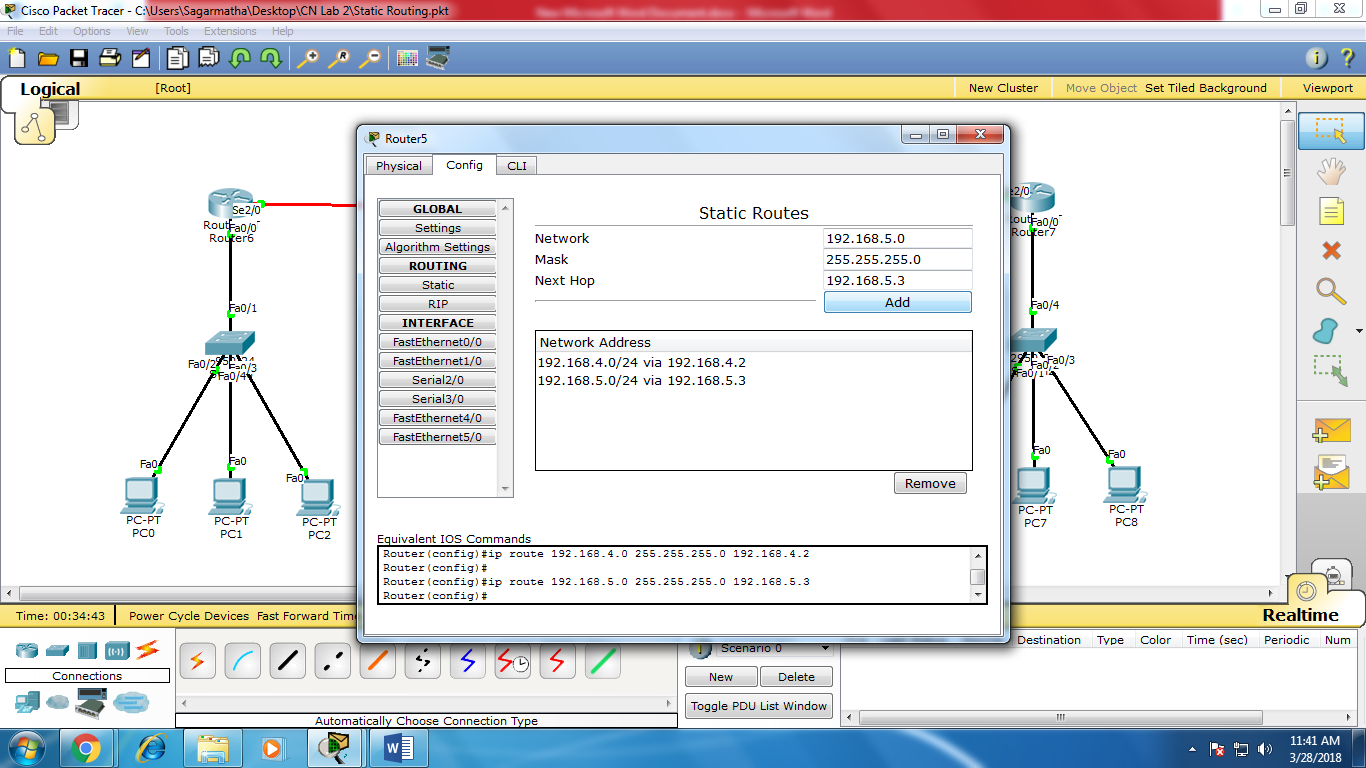 Cisco Packet Tracer - C:\Users\Sagarmatha\Desktop\CN Lab 2\Static Routing.pkt
New Microsoft Word Document.docx - Microsoft Word
File Edit Options View Tools Extensions Help
Logical
[Root]
New Cluster
Move Object
Set Tiled Background
Viewport
Router5
Physical
Config
CLI
GLOBAL
Settings
Algorithm Settings
ROUTING
Static
RIP
INTERFACE
FastEthernet0/0
FastEthernet1/0
Serial2/0
Serial3/0
FastEthernet4/0
FastEthernet5/0
Static Routes
Network 192.168.5.0
Mask 255.255.255.0
Next Hop 192.168.5.3
Add
Network Address
192.168.4.0/24 via 192.168.4.2
192.168.5.0/24 via 192.168.5.3
Remove
Equivalent IOS Commands
Router(config)#ip route 192.168.4.0 255.255.255.0 192.168.4.2
Router(config)#
Router(config)#ip route 192.168.5.0 255.255.255.0 192.168.5.3
Router(config)#
Se2/0
Fa0/0
Router6
Fa0/1
Fa0/2
Fa0/3
Fa0/4
Fa0
Fa0
Fa0
PC-PT
PC0
PC-PT
PC1
PC-PT
PC2
Fa0/0
Router7
Fa0/4
Fa0/3
Fa0
Fa0
PC-PT
PC7
PC-PT
PC8
Time: 00:34:43
Power Cycle Devices
Fast Forward Time
Realtime
Connections
Automatically Choose Connection Type
Scenario 0
New
Delete
Toggle PDU List Window
Destination
Type
Color
Time (sec)
Periodic
Num
11:41 AM
3/28/2018